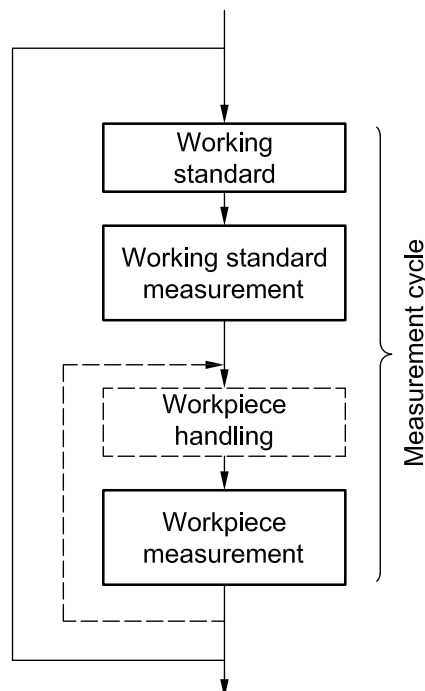 Working
standard
Working standard
measurement
Workpiece
handling
Workpiece
measurement
Measurement cycle